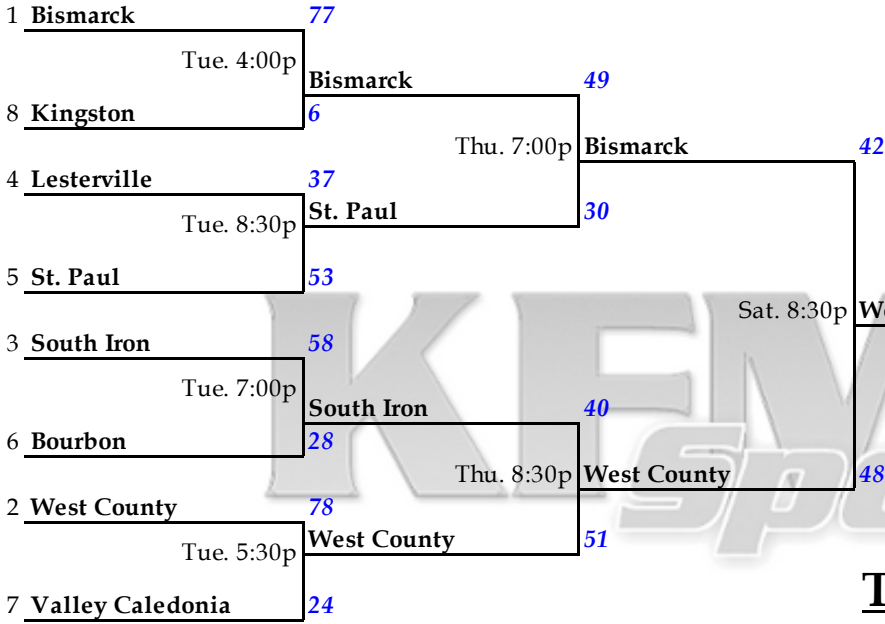 1 Bismarck 77
Tue. 4:00p
Bismarck 49
8 Kingston 6
Thu. 7:00p Bismarck 42
4 Lesterville 37
Tue. 8:30p St. Paul 30
5 St. Paul 53
Sat. 8:30p
3 South Iron 58
Tue. 7:00p
South Iron 40
6 Bourbon 28
Thu. 8:30p West County 48
2 West County 78
Tue. 5:30p West County 51
7 Valley Caledonia 24